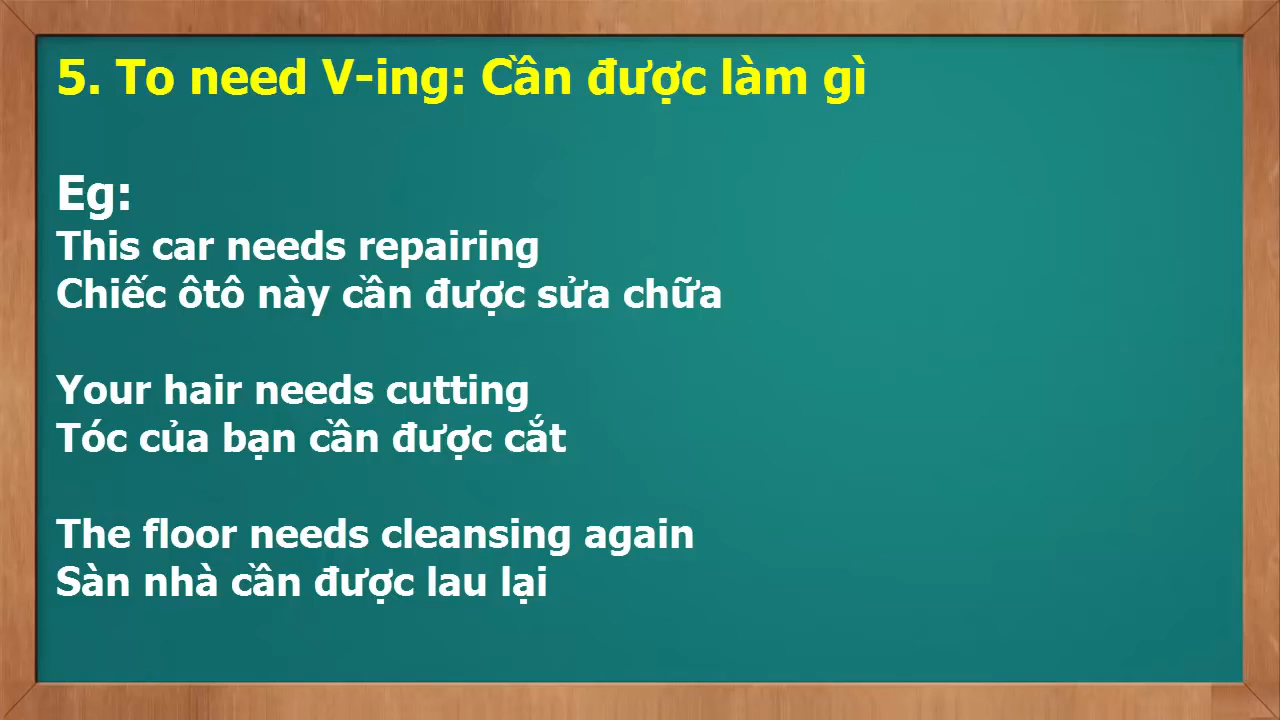 5. To need V-ing: Cần được làm gì
Eg:
This car needs repairing
Chiếc ôtô này cần được sửa chữa
Your hair needs cutting
Tóc của bạn cần được cắt
The floor needs cleansing again
Sàn nhà cần được lau lại